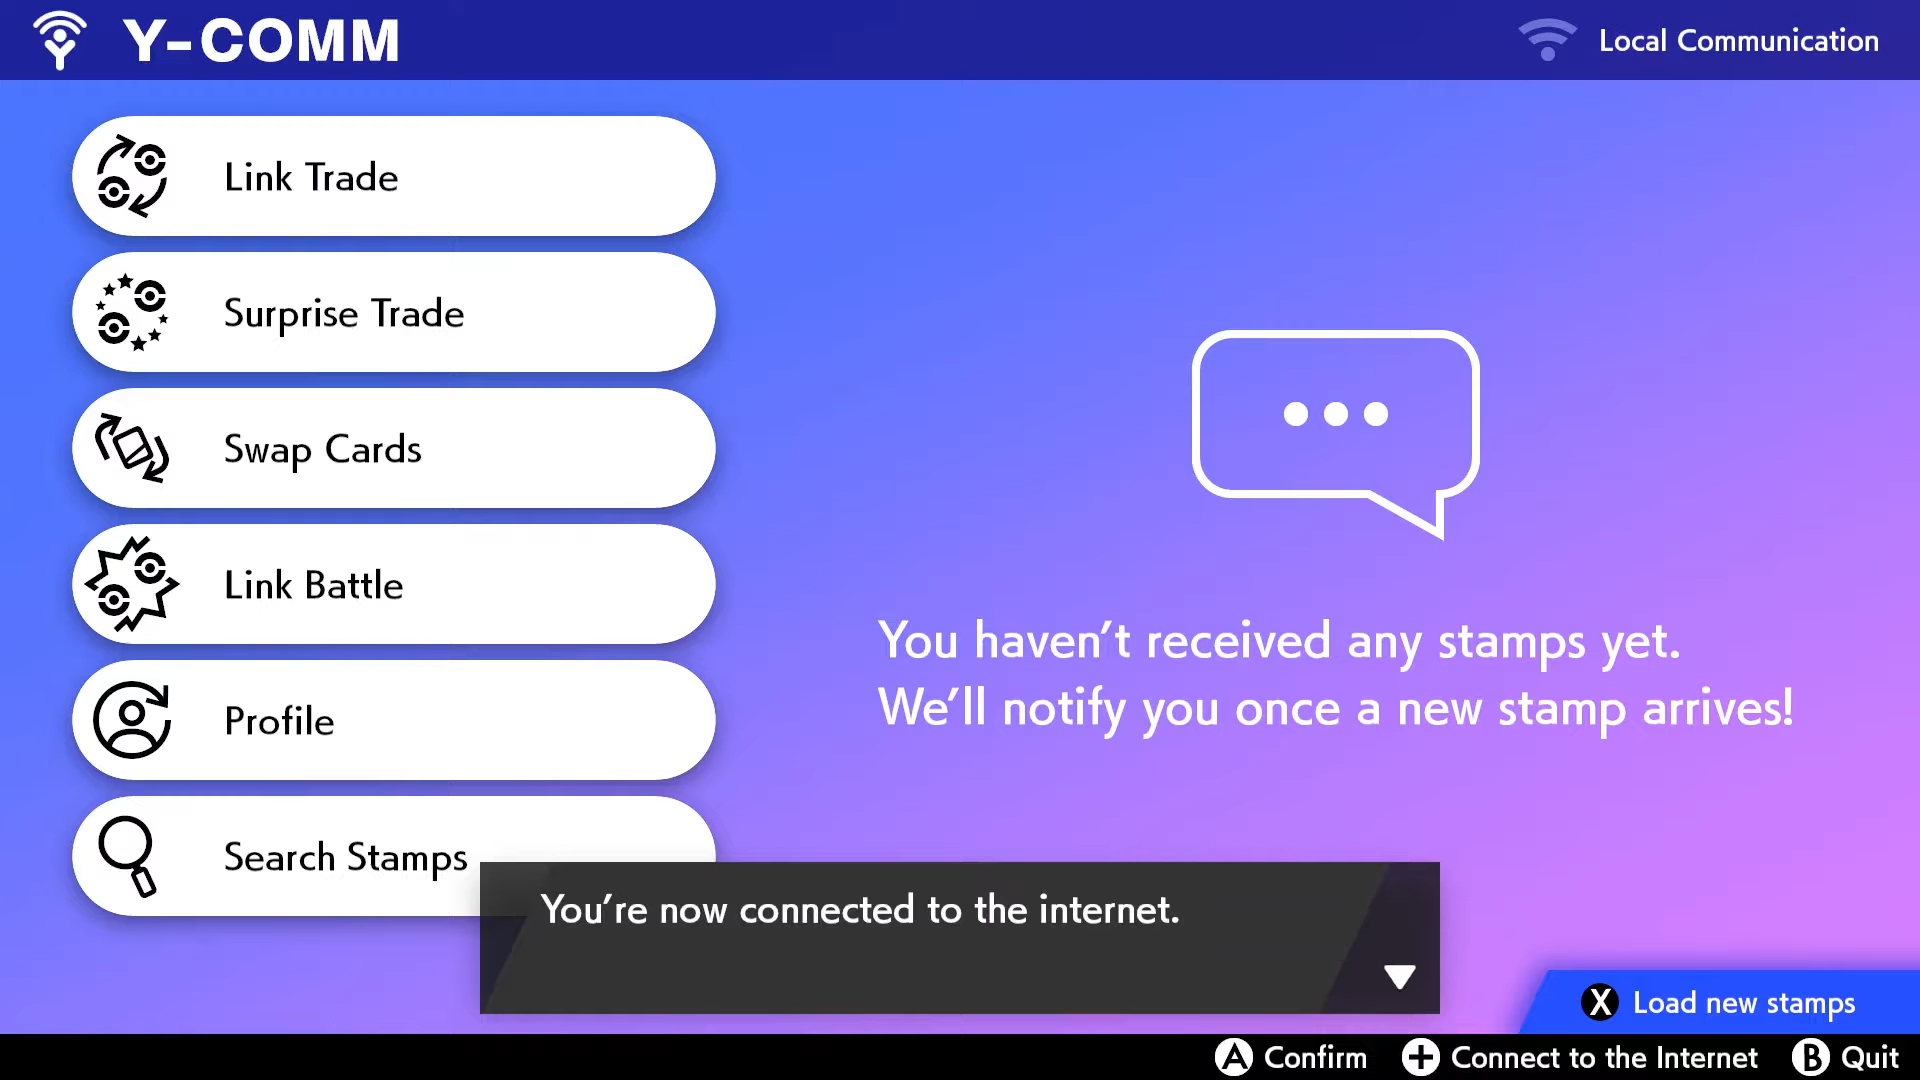 Y-COMM
Local Communication
Link Trade
Surprise Trade
Swap Cards
Link Battle
Profile
Search Stamps
You haven't received any stamps yet.
We'll notify you once a new stamp arrives!
You're now connected to the internet.
X Load new stamps
A Confirm + Connect to the Internet B Quit